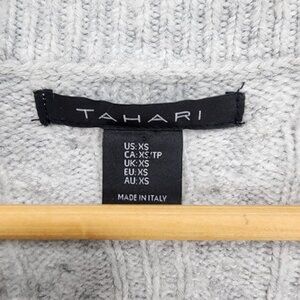 TAHARI
US: XS
CA: XS/TP
UK: XS
EU: XS
AU: XS
MADE IN ITALY